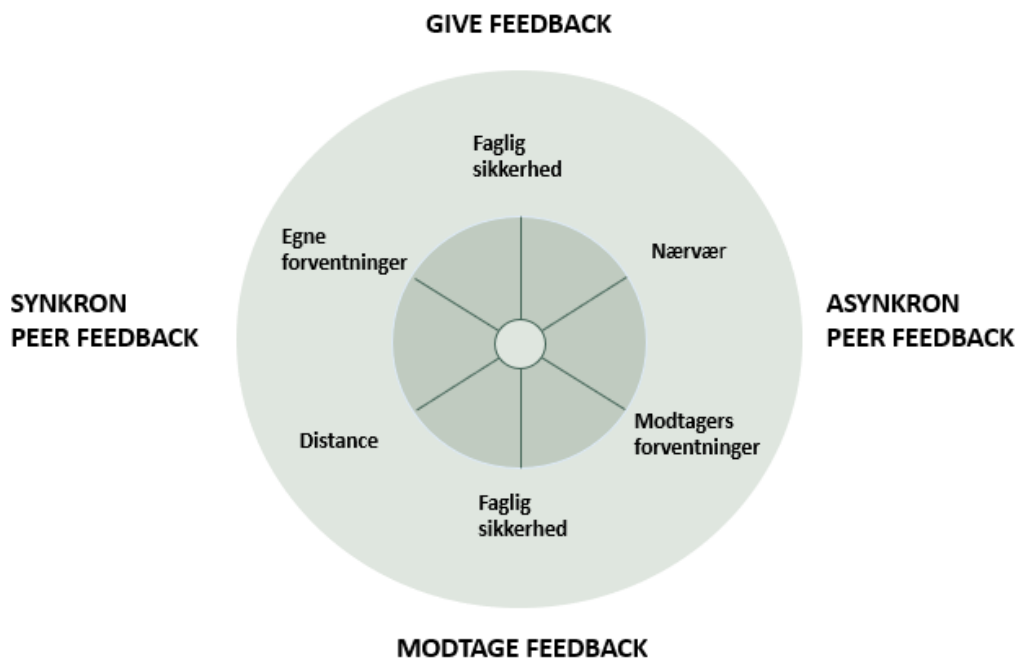 GIVE FEEDBACK
Faglig
sikkerhed
Egne
forventninger
Nærvær
SYNKRON
PEER FEEDBACK
ASYNKRON
PEER FEEDBACK
Distance
Modtagers
forventninger
Faglig
sikkerhed
MODTAGE FEEDBACK